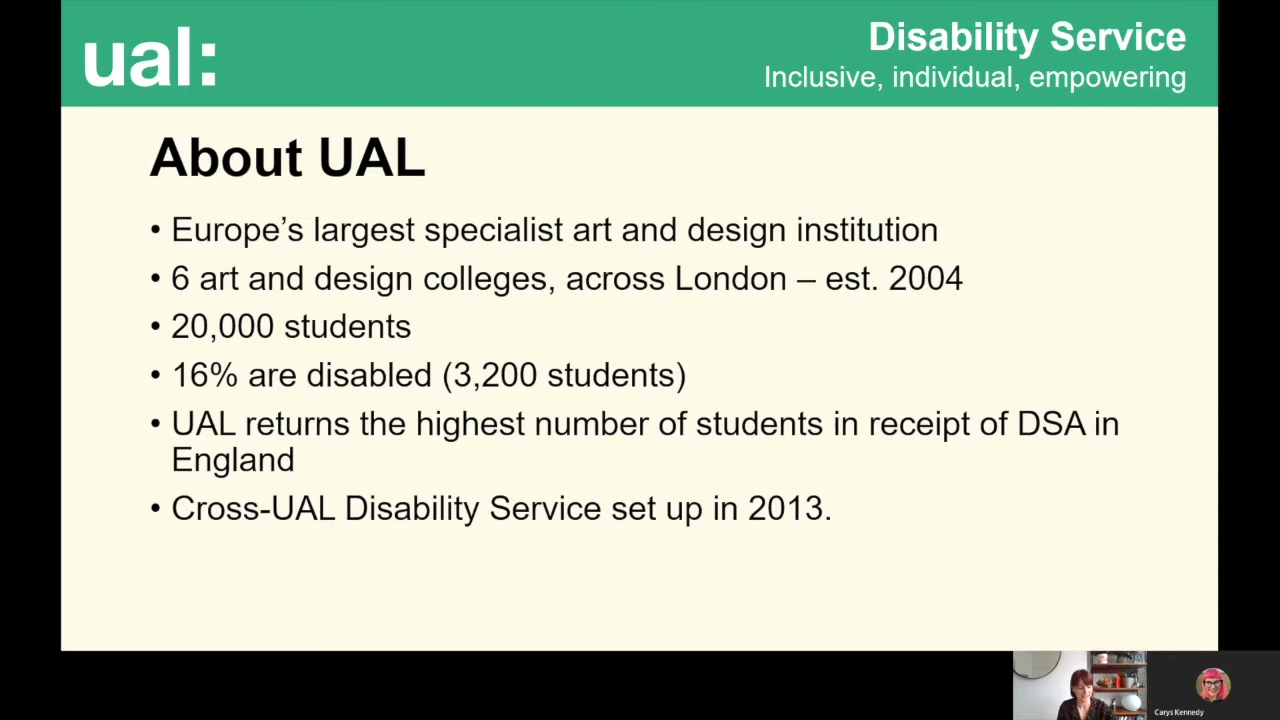 ual:
Disability Service
Inclusive, individual, empowering
About UAL
• Europe’s largest specialist art and design institution
• 6 art and design colleges, across London – est. 2004
• 20,000 students
• 16% are disabled (3,200 students)
• UAL returns the highest number of students in receipt of DSA in
England
• Cross-UAL Disability Service set up in 2013.
Carys Kennedy